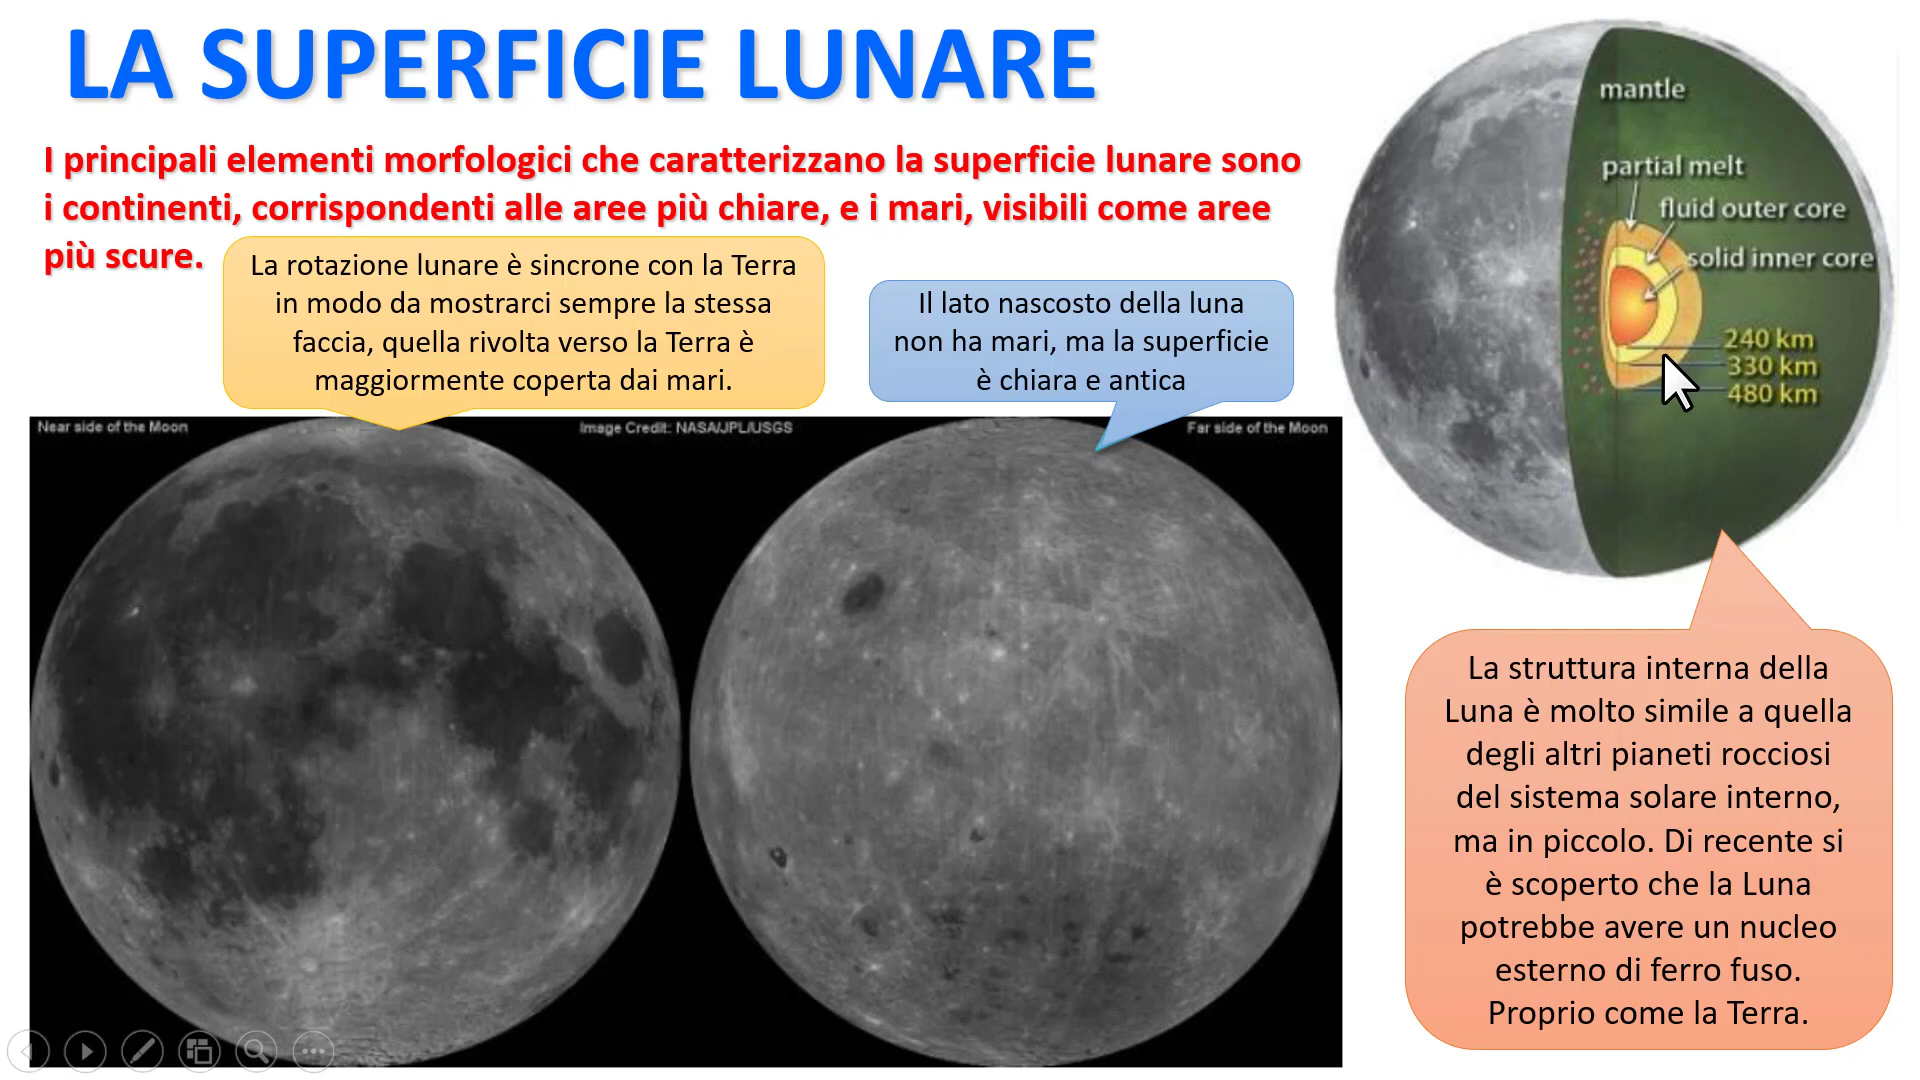 LA SUPERFICIE LUNARE
I principali elementi morfologici che caratterizzano la superficie lunare sono
i continenti, corrispondenti alle aree più chiare, e i mari, visibili come aree
più scure.
La rotazione lunare è sincrone con la Terra
in modo da mostrarci sempre la stessa
faccia, quella rivolta verso la Terra è
maggiormente coperta dai mari.
Il lato nascosto della luna
non ha mari, ma la superficie
è chiara e antica
mantle
partial melt
fluid outer core
solid inner core
240 km
330 km
480 km
Near side of the Moon
Image Credit: NASA/JPL/USGS
Far side of the Moon
La struttura interna della
Luna è molto simile a quella
degli altri pianeti rocciosi
del sistema solare interno,
ma in piccolo. Di recente si
è scoperto che la Luna
potrebbe avere un nucleo
esterno di ferro fuso.
Proprio come la Terra.